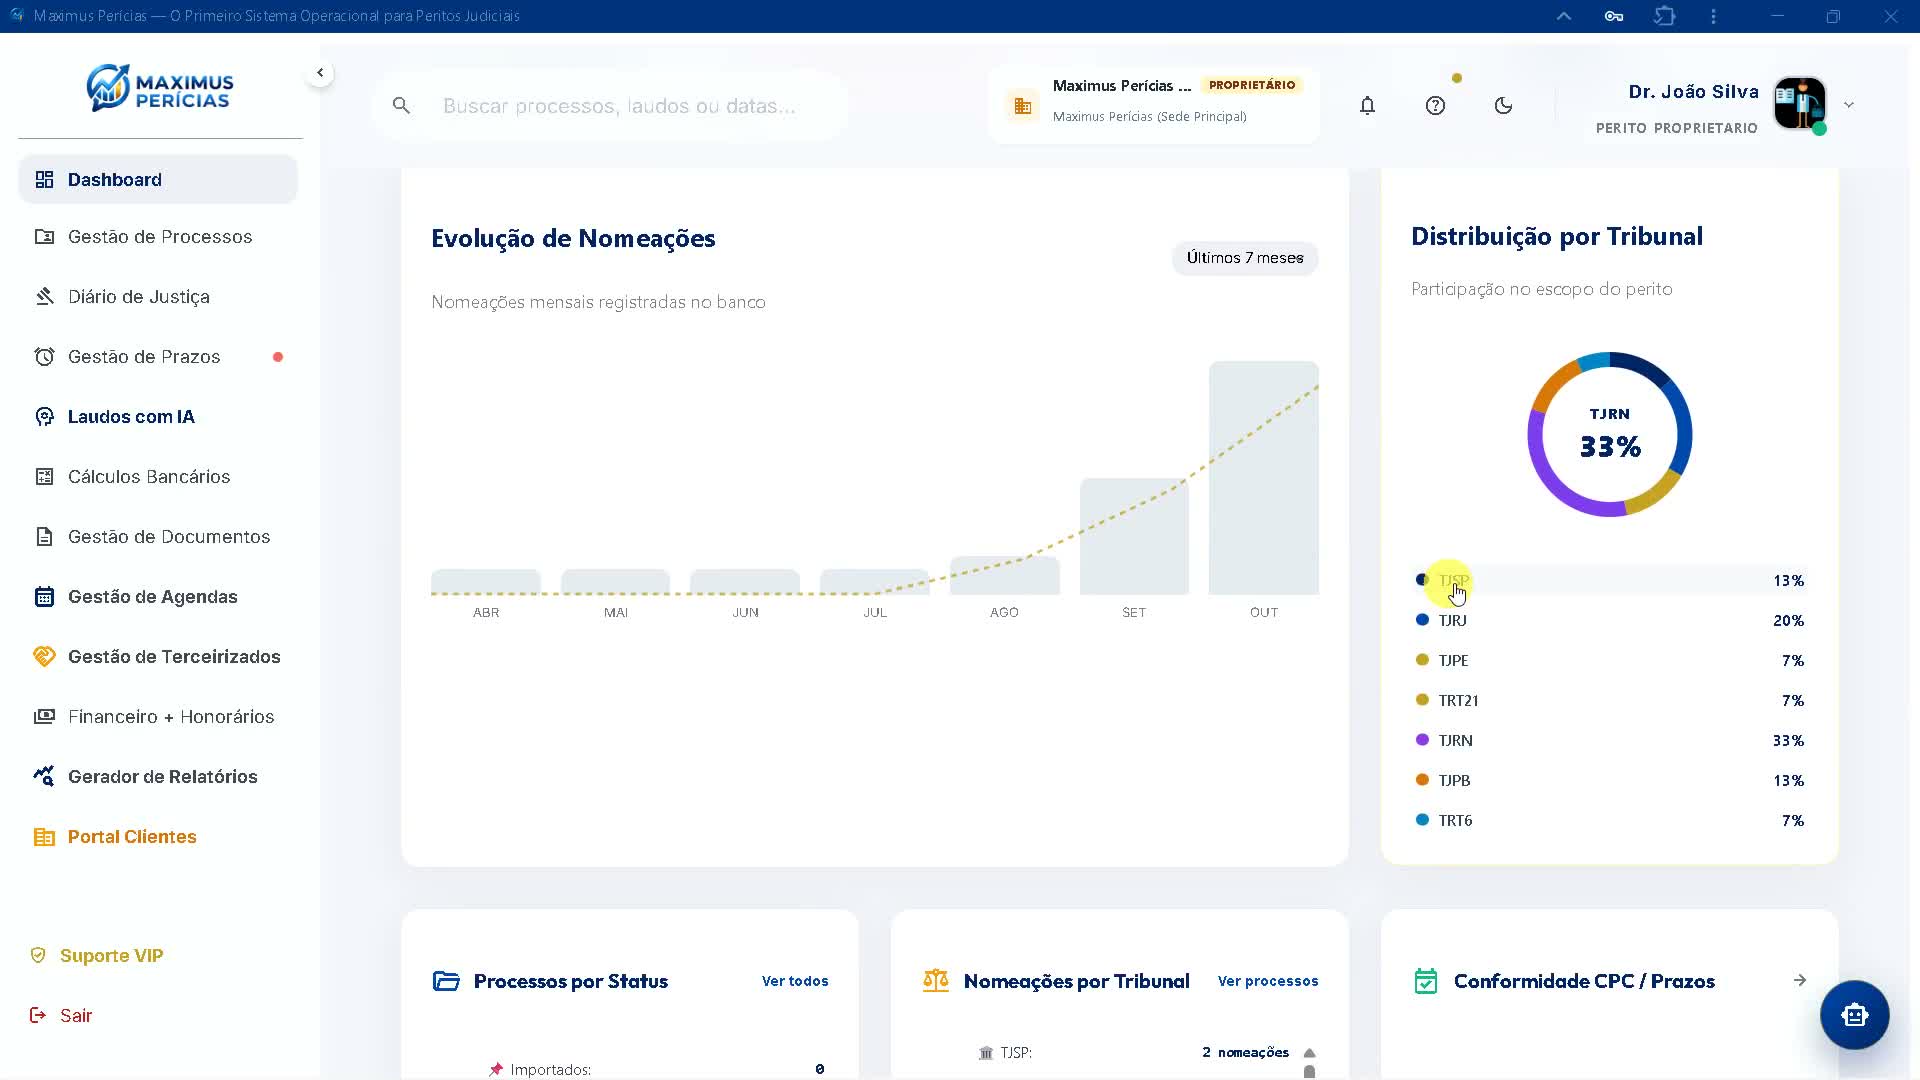 Maximus Perícias — O Primeiro Sistema Operacional para Peritos Judiciais
MAXIMUS
PERÍCIAS
Buscar processos, laudos ou datas...
Maximus Perícias ...
PROPRIETÁRIO
Maximus Perícias (Sede Principal)
Dr. João Silva
PERITO PROPRIETARIO
Dashboard
Gestão de Processos
Diário de Justiça
Gestão de Prazos
Laudos com IA
Cálculos Bancários
Gestão de Documentos
Gestão de Agendas
Gestão de Terceirizados
Financeiro + Honorários
Gerador de Relatórios
Portal Clientes
Suporte VIP
Sair
Evolução de Nomeações
Últimos 7 meses
Nomeações mensais registradas no banco
ABR MAI JUN JUL AGO SET OUT
Distribuição por Tribunal
Participação no escopo do perito
TJRN
33%
TJSP 13%
TJRJ 20%
TJPE 7%
TRT21 7%
TJRN 33%
TJPB 13%
TRT6 7%
Processos por Status
Ver todos
Importados: 0
Nomeações por Tribunal
Ver processos
TJSP: 2 nomeações
Conformidade CPC / Prazos